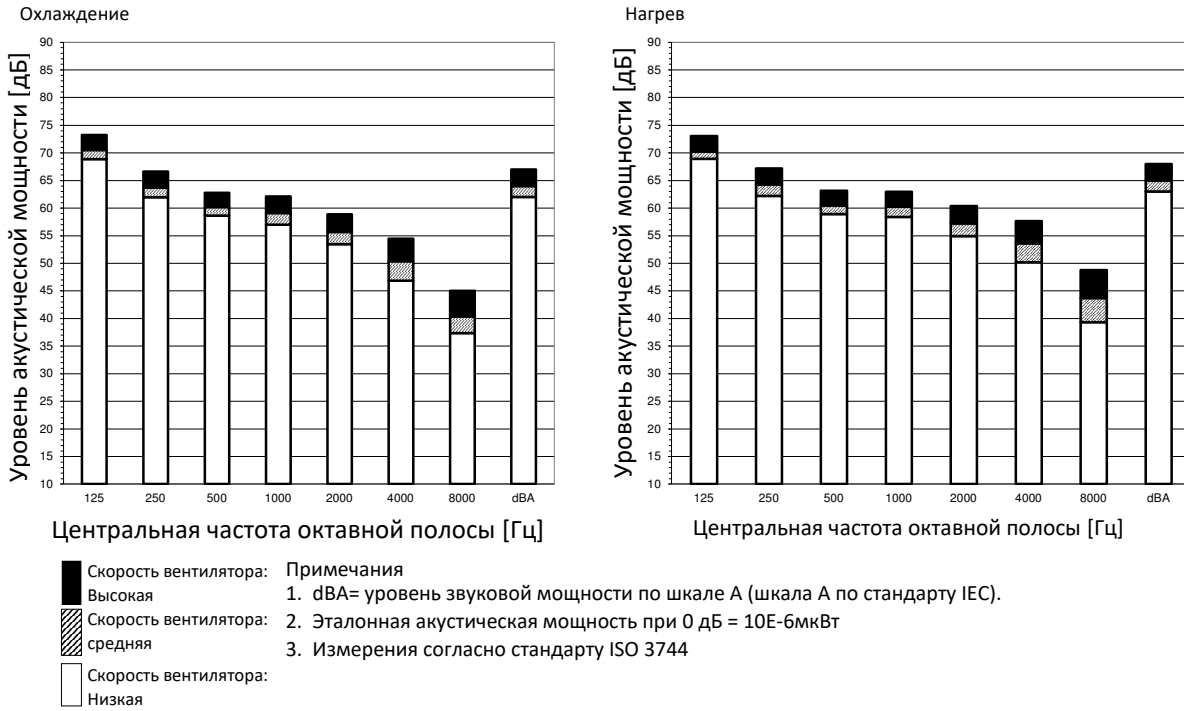 Охлаждение
Уровень акустической мощности [дБ]
90
85
80
75
70
65
60
55
50
45
40
35
30
25
20
15
10
125 250 500 1000 2000 4000 8000 dBA
Центральная частота октавной полосы [Гц]
Нагрев
Уровень акустической мощности [дБ]
90
85
80
75
70
65
60
55
50
45
40
35
30
25
20
15
10
125 250 500 1000 2000 4000 8000 dBA
Центральная частота октавной полосы [Гц]
Скорость вентилятора:
Высокая
Скорость вентилятора:
средняя
Скорость вентилятора:
Низкая
Примечания
1. dBA= уровень звуковой мощности по шкале А (шкала А по стандарту IEC).
2. Эталонная акустическая мощность при 0 дБ = 10E-6мкВт
3. Измерения согласно стандарту ISO 3744